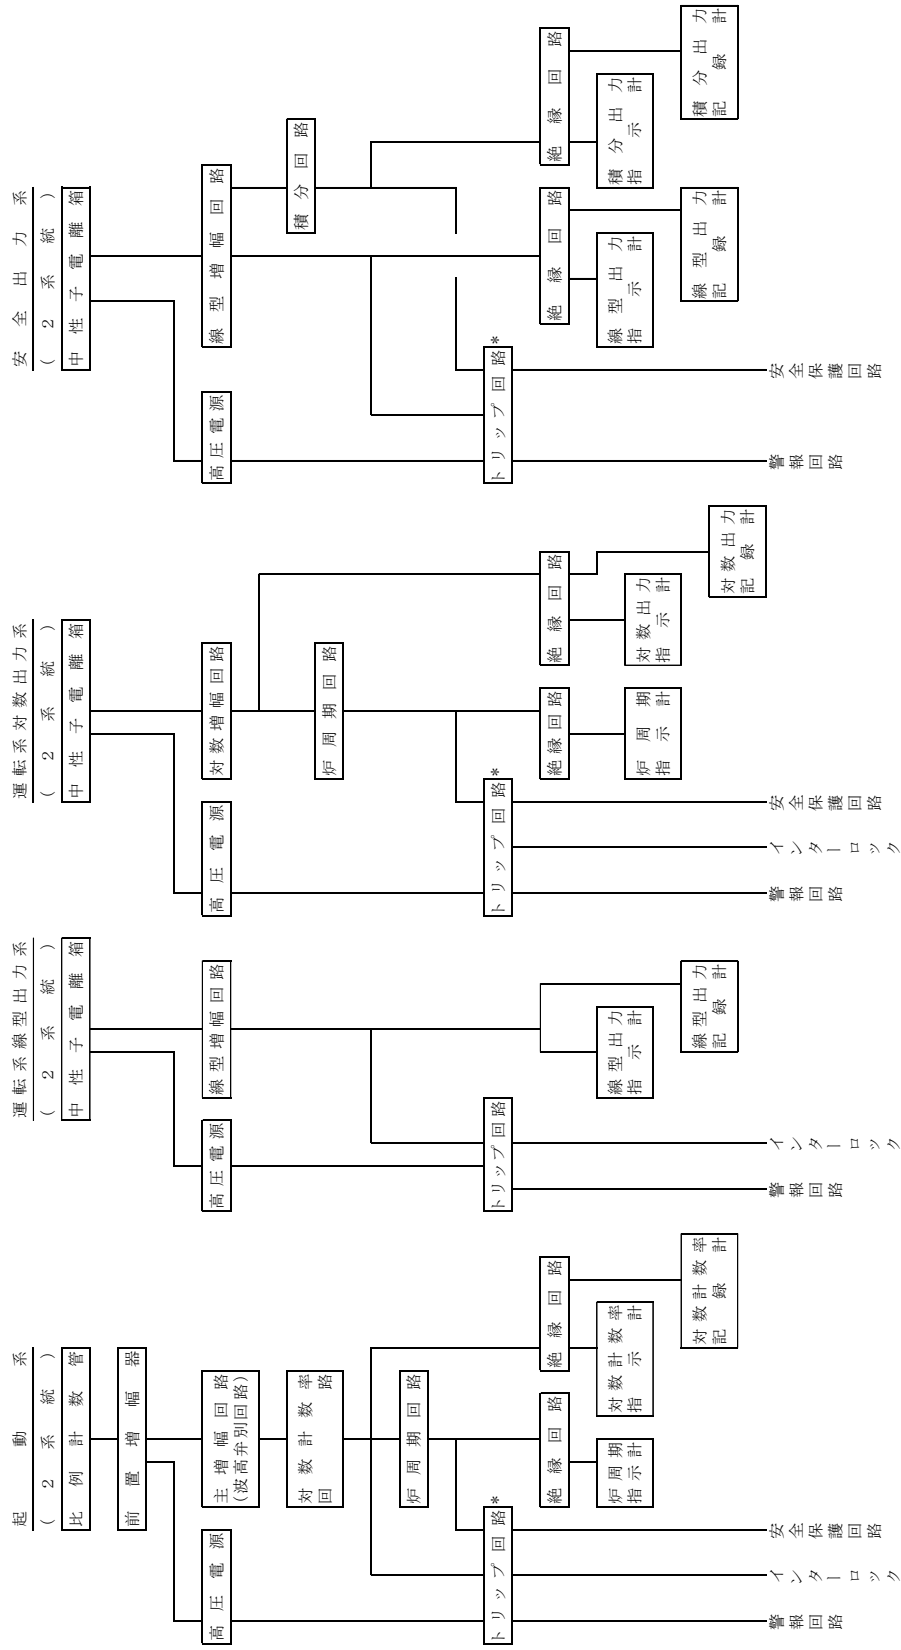 起動系
(2系統)
比例計数管
前置増幅器
高圧電源
主増幅回路
(波高弁別回路)
対数計数率
回路
炉周期回路
トリップ回路*
絶縁回路
絶縁回路
炉周期
指示計
対数計数率
指示計
対数計数率
記録計
警報回路
インターロック
安全保護回路
運転系線型出力系
(2系統)
中性子電離箱
高圧電源
線型増幅回路
トリップ回路
線型出力
指示計
線型出力
記録計
警報回路
インターロック
運転系対数出力系
(2系統)
中性子電離箱
高圧電源
対数増幅回路
炉周期回路
トリップ回路*
絶縁回路
絶縁回路
炉周期
指示計
対数出力
指示計
対数出力
記録計
警報回路
インターロック
安全保護回路
安全出力系
(2系統)
中性子電離箱
高圧電源
線型増幅回路
積分回路
トリップ回路*
絶縁回路
絶縁回路
線型出力
指示計
線型出力
記録計
積分出力
指示計
積分出力
記録計
警報回路
安全保護回路